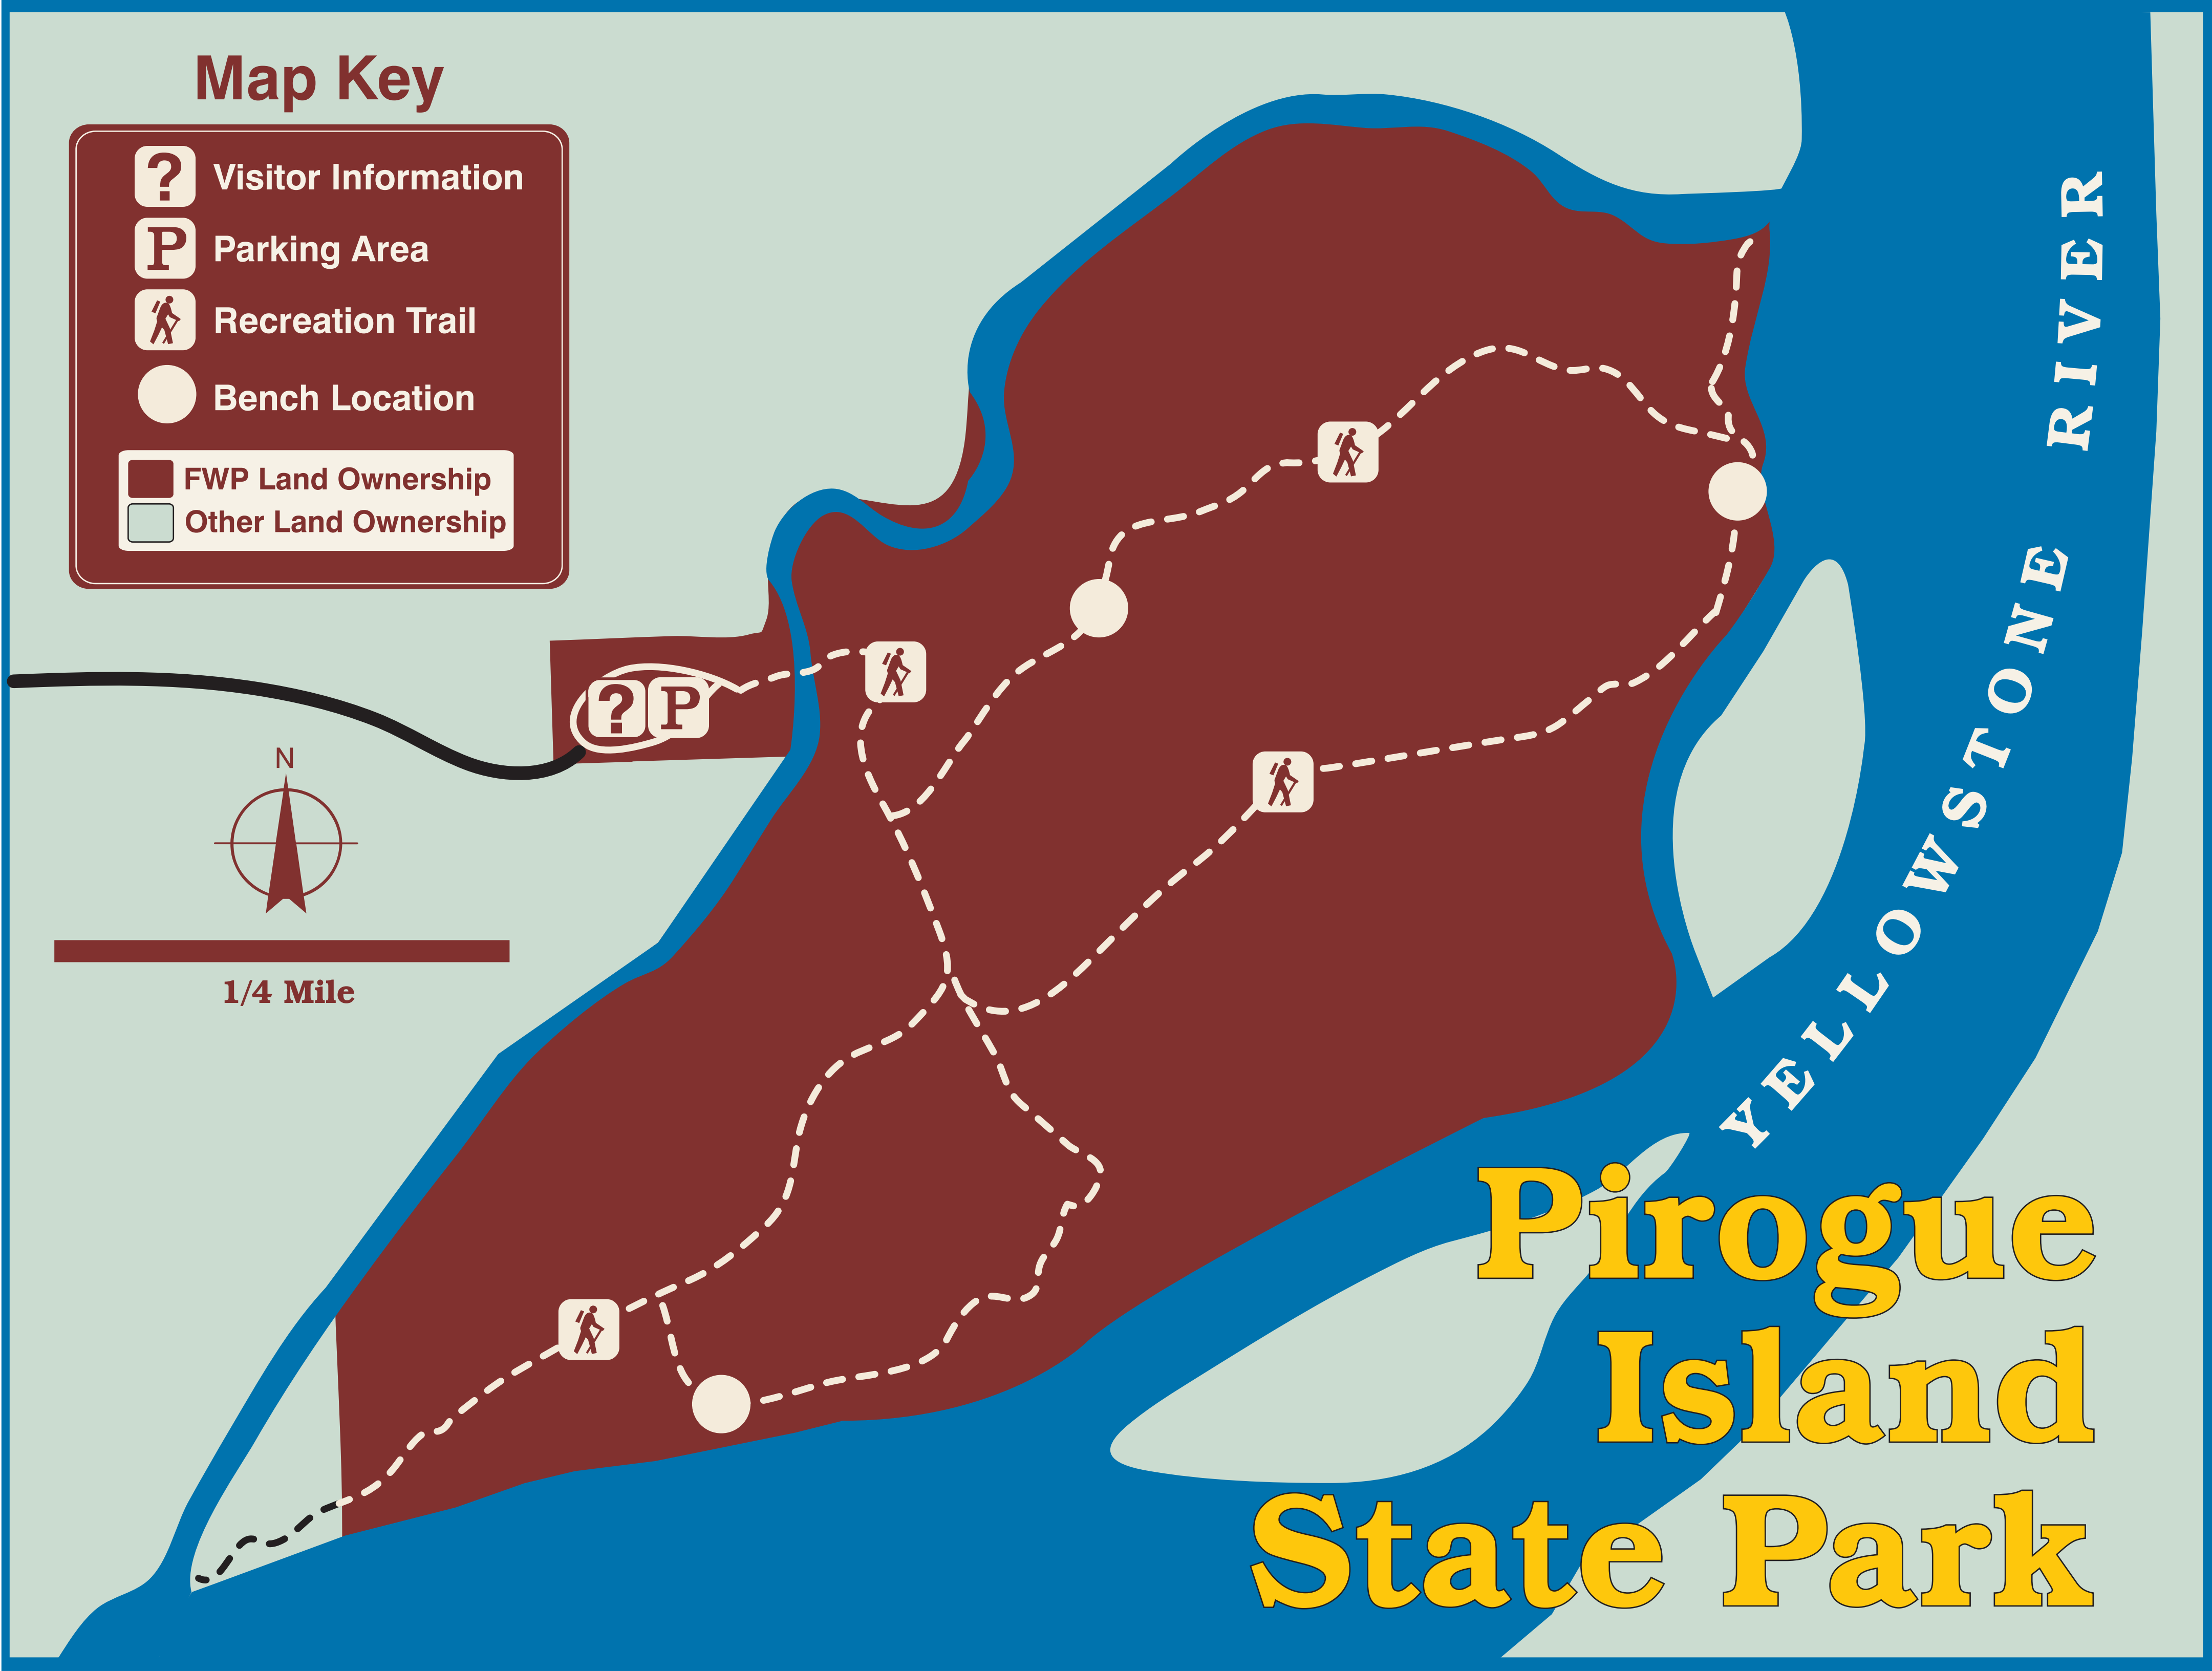 Map Key
? Visitor Information
P Parking Area
Recreation Trail
Bench Location
FWP Land Ownership
Other Land Ownership
? P
N
1/4 Mile
YELLOWSTONE RIVER
Pirogue
Island
State Park